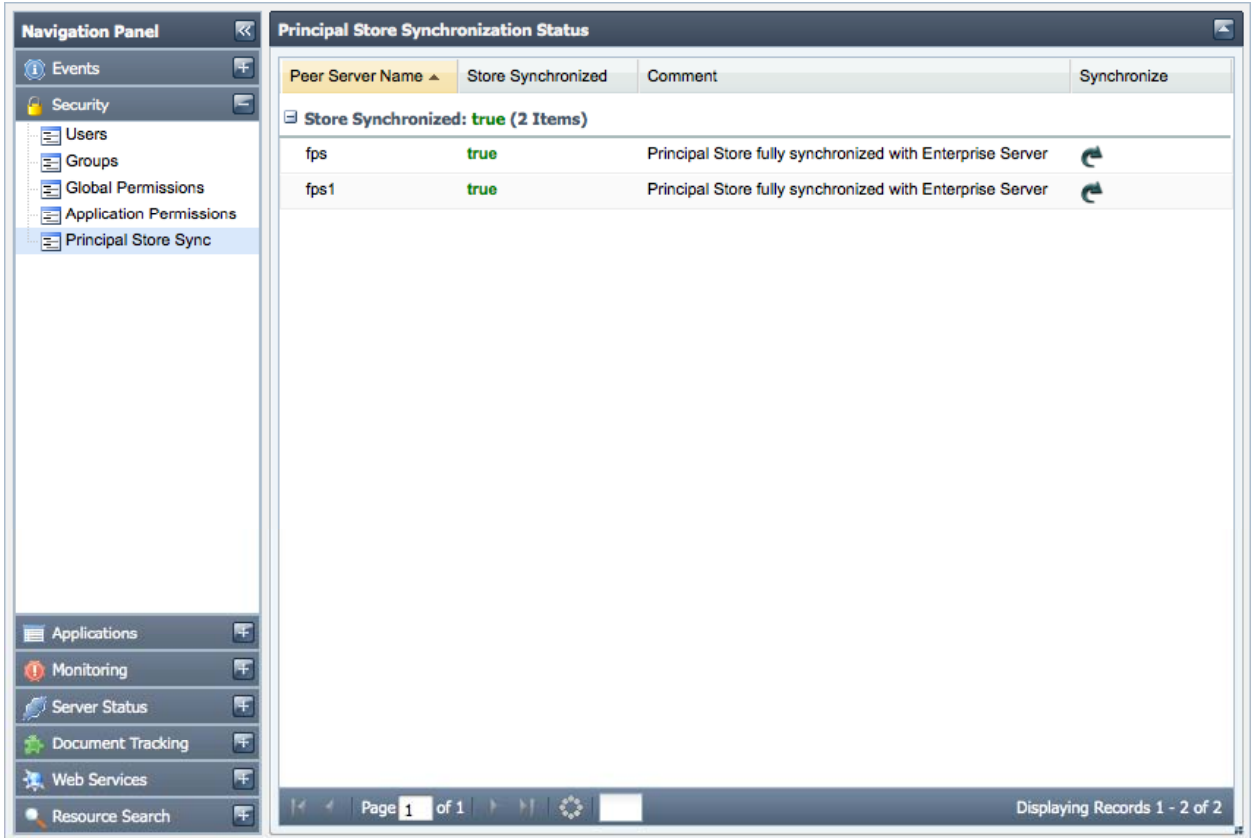 Navigation Panel
Events
Security
Users
Groups
Global Permissions
Application Permissions
Principal Store Sync
Applications
Monitoring
Server Status
Document Tracking
Web Services
Resource Search
Principal Store Synchronization Status
Peer Server Name Store Synchronized Comment Synchronize
Store Synchronized: true (2 Items)
fps true Principal Store fully synchronized with Enterprise Server
fps1 true Principal Store fully synchronized with Enterprise Server
Page 1 of 1 Displaying Records 1 - 2 of 2